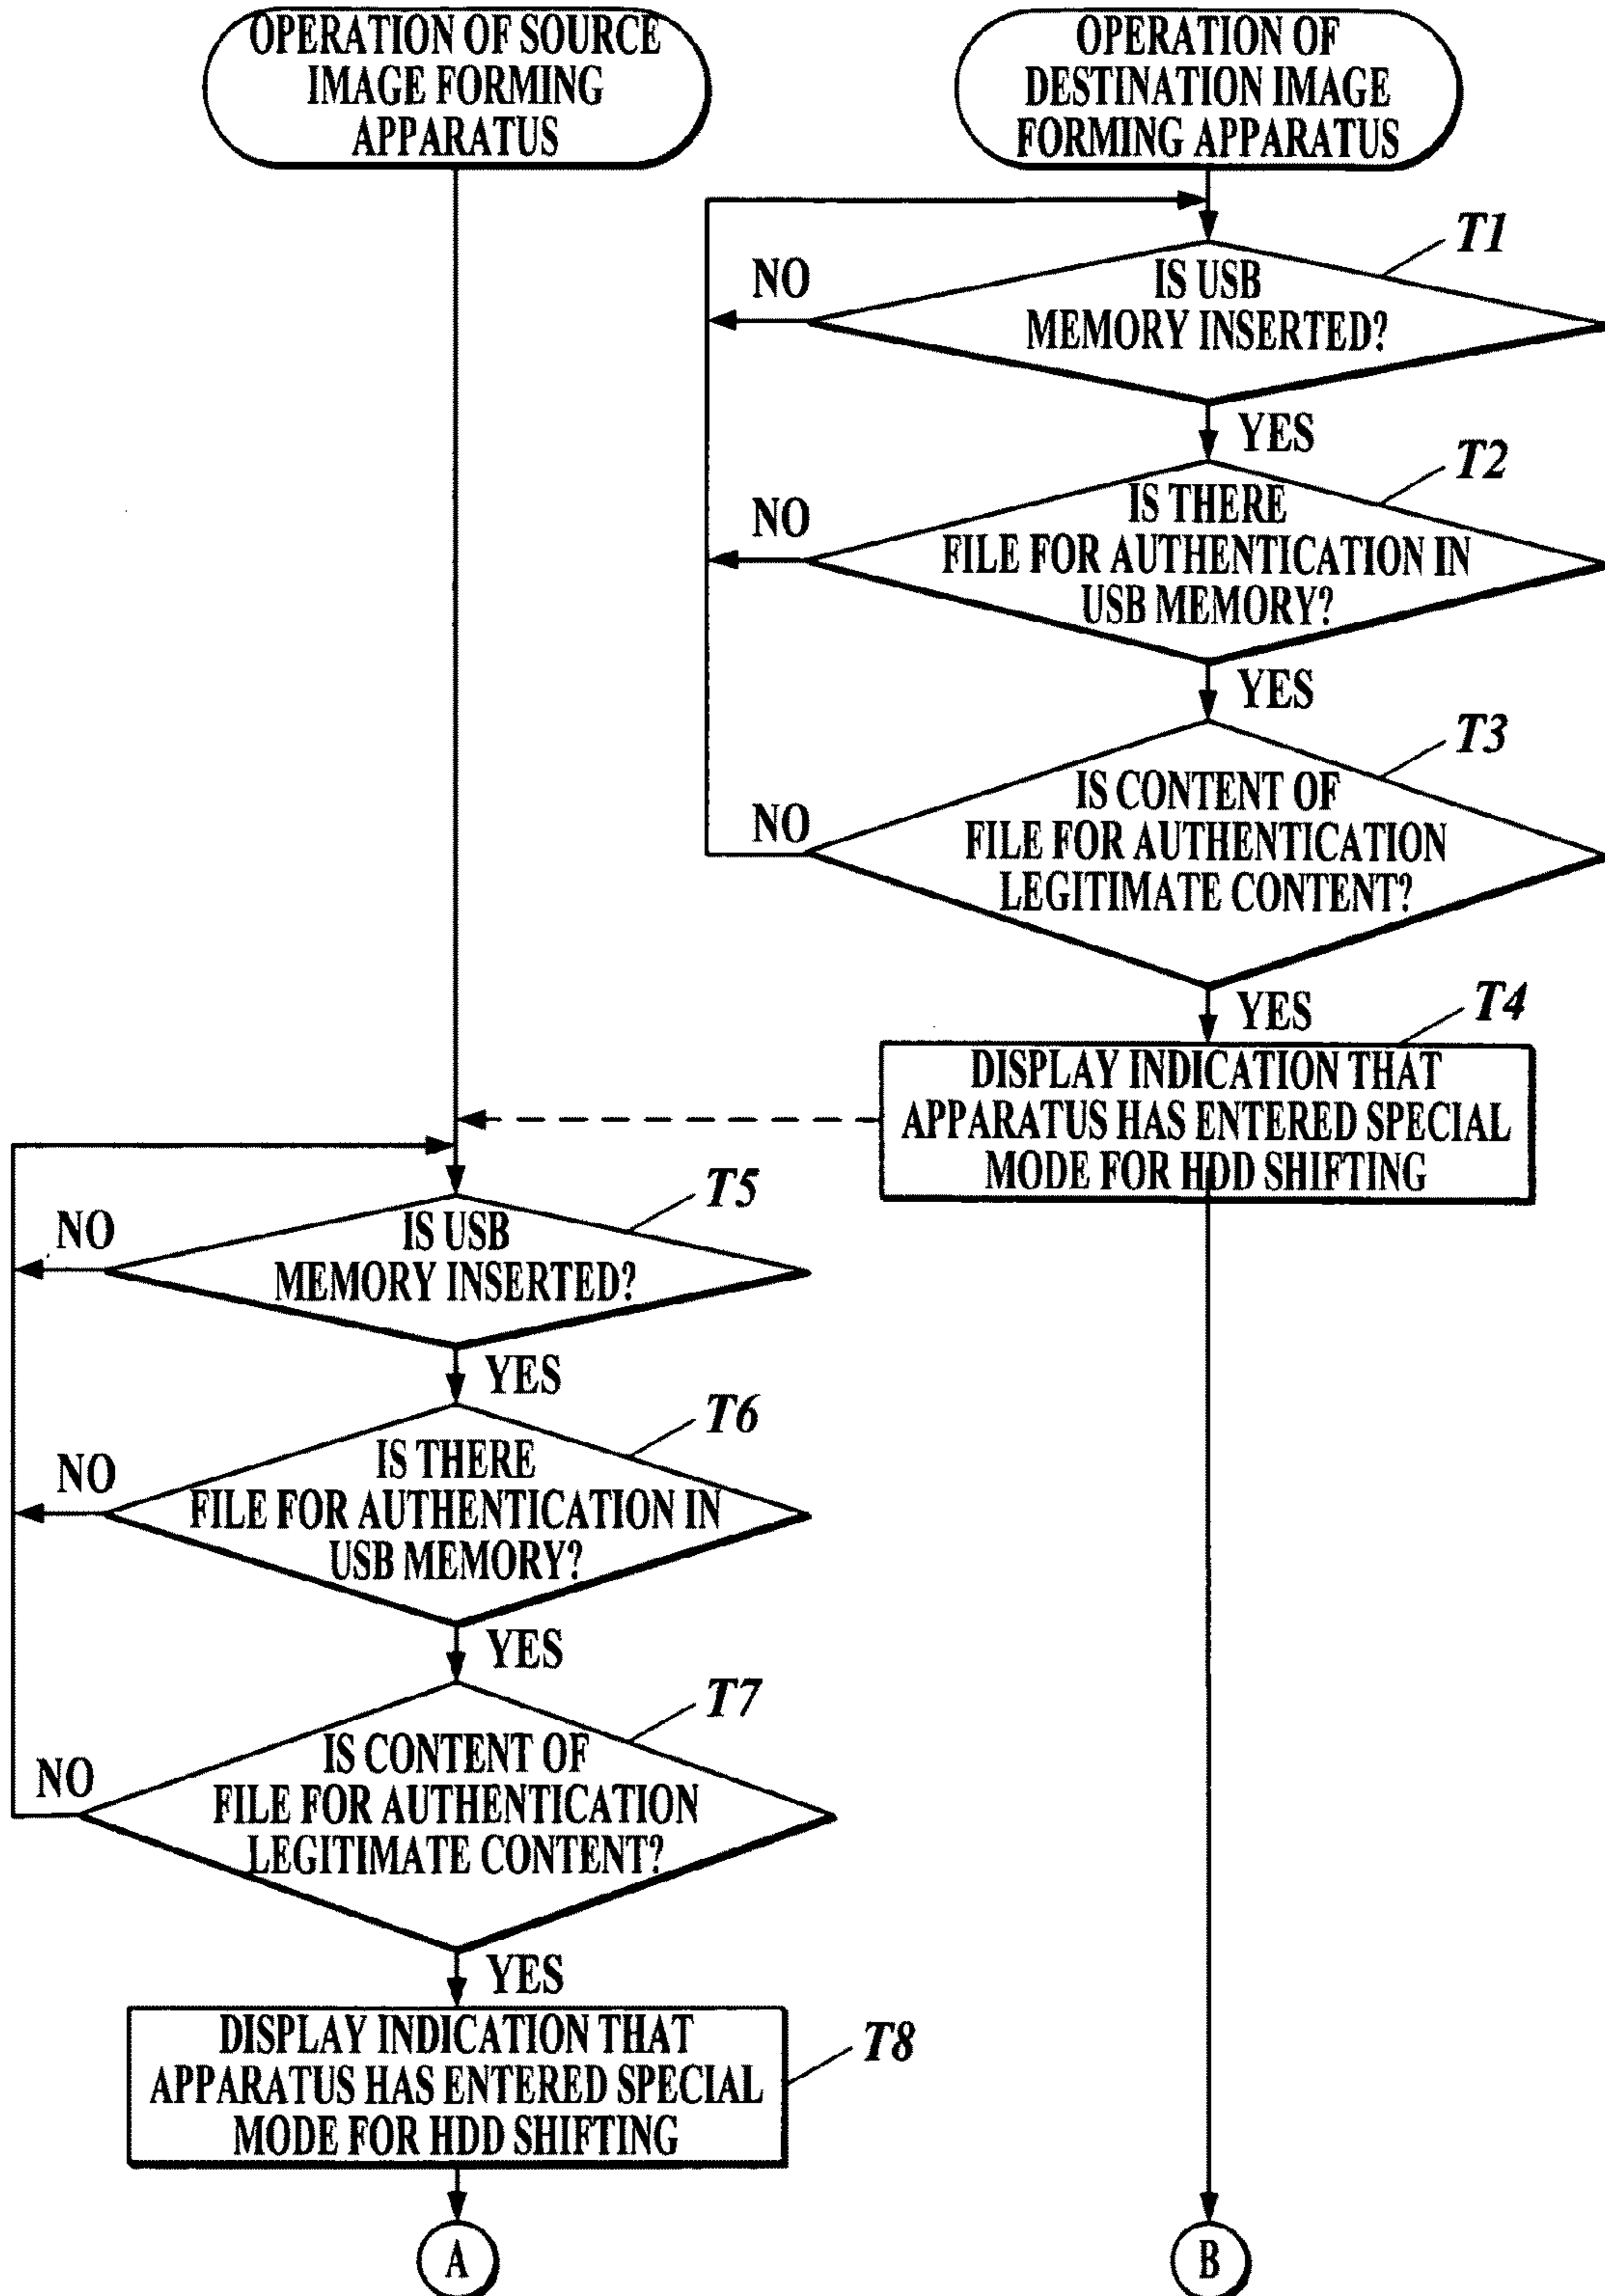 OPERATION OF SOURCE
IMAGE FORMING
APPARATUS
OPERATION OF
DESTINATION IMAGE
FORMING APPARATUS
T1
NO
IS USB
MEMORY INSERTED?
YES
T2
NO
IS THERE
FILE FOR AUTHENTICATION IN
USB MEMORY?
YES
T3
NO
IS CONTENT OF
FILE FOR AUTHENTICATION
LEGITIMATE CONTENT?
YES
T4
DISPLAY INDICATION THAT
APPARATUS HAS ENTERED SPECIAL
MODE FOR HDD SHIFTING
T5
NO
IS USB
MEMORY INSERTED?
YES
T6
NO
IS THERE
FILE FOR AUTHENTICATION IN
USB MEMORY?
YES
T7
NO
IS CONTENT OF
FILE FOR AUTHENTICATION
LEGITIMATE CONTENT?
YES
T8
DISPLAY INDICATION THAT
APPARATUS HAS ENTERED SPECIAL
MODE FOR HDD SHIFTING
A
B